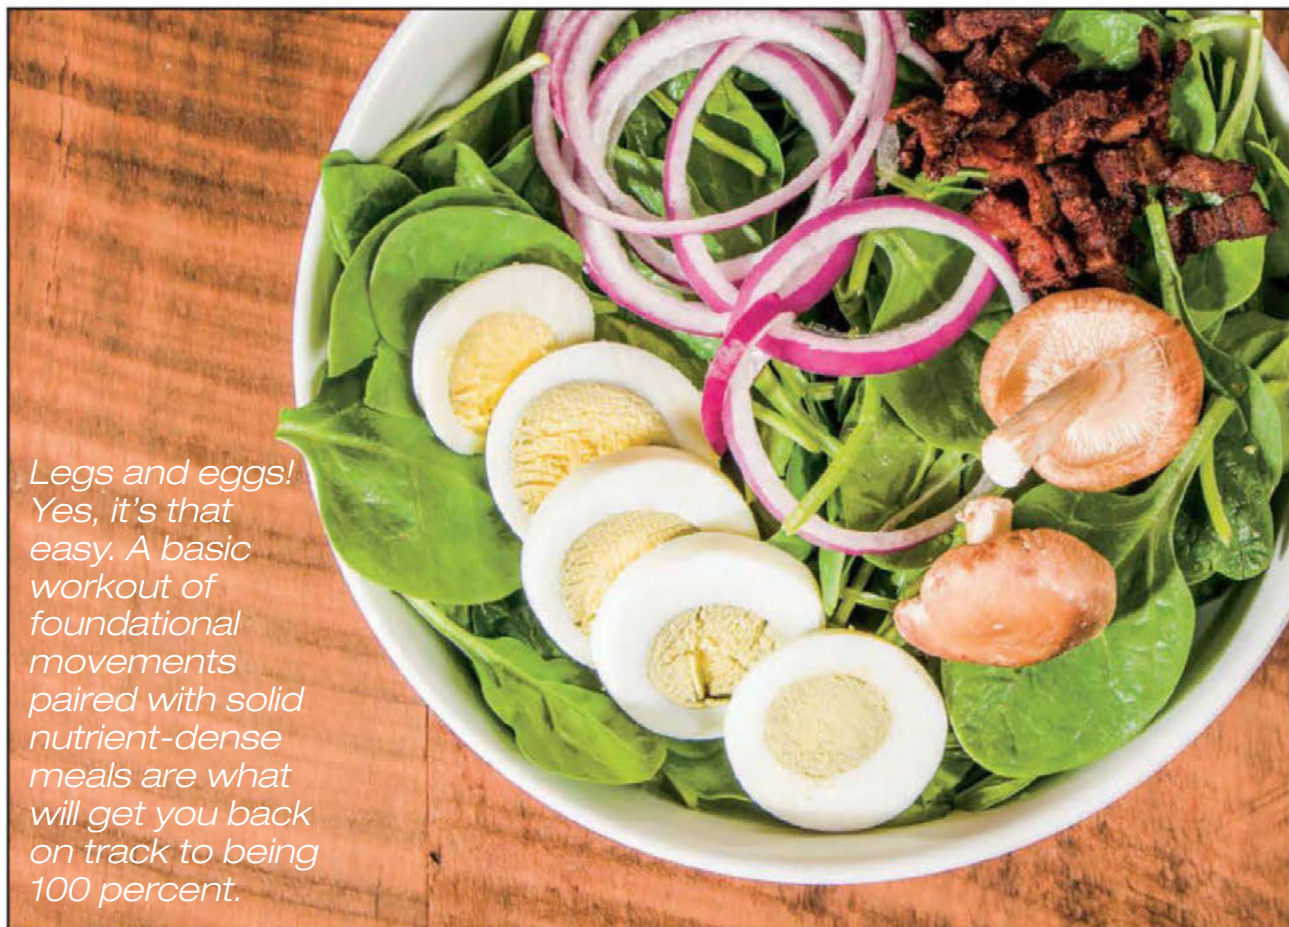 Legs and eggs!
Yes, it’s that
easy. A basic
workout of
foundational
movements
paired with solid
nutrient-dense
meals are what
will get you back
on track to being
100 percent.